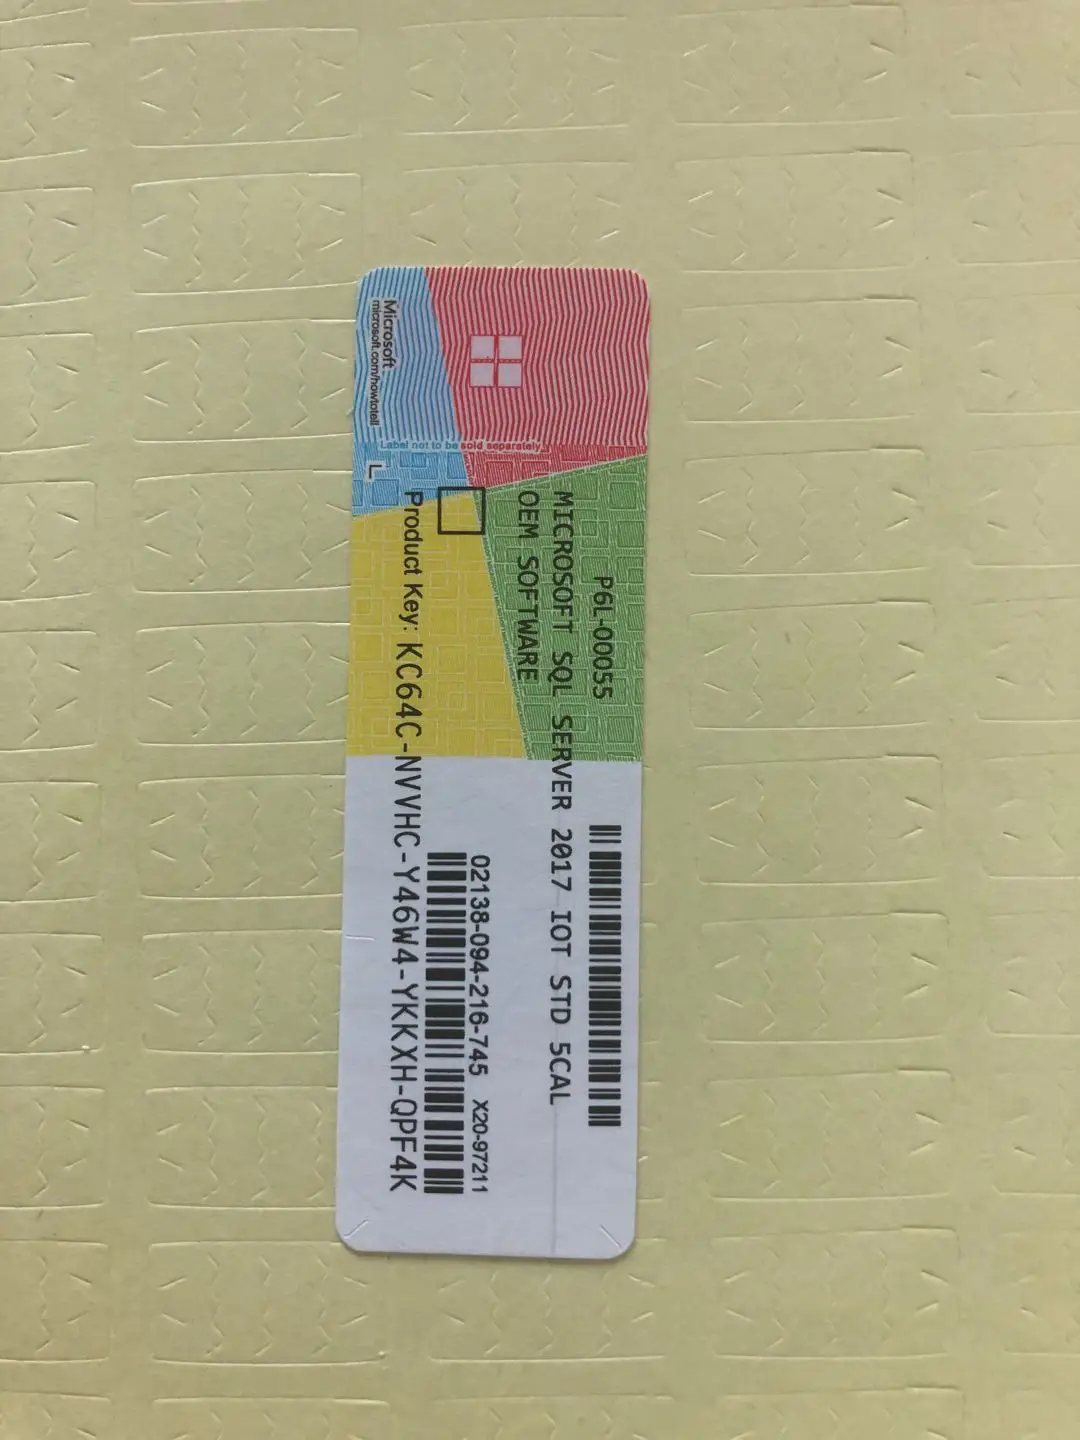 P6L-00055
MICROSOFT SQL SERVER 2017 IOT STD 5CAL
OEM SOFTWARE
02138-094-216-745 X20-97211
Product Key: KC64C-NVVHC-Y46W4-YKKXH-QPF4K
Label not to be sold separately
Microsoft
microsoft.com/howtotell
L